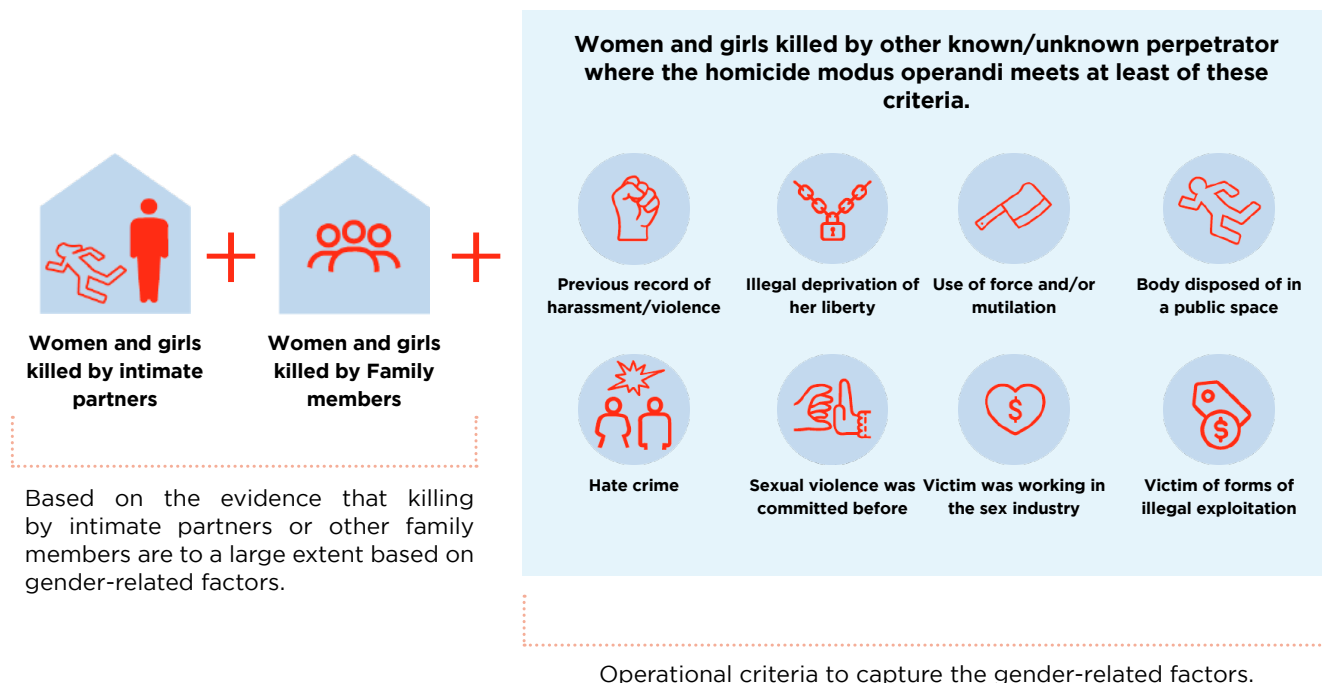 Women and girls killed by other known/unknown perpetrator
where the homicide modus operandi meets at least of these
criteria.
Women and girls
killed by intimate
partners
Women and girls
killed by Family
members
Based on the evidence that killing
by intimate partners or other family
members are to a large extent based on
gender-related factors.
Previous record of
harassment/violence
Illegal deprivation of
her liberty
Use of force and/or
mutilation
Body disposed of in
a public space
Hate crime
Sexual violence was
committed before
Victim was working in
the sex industry
Victim of forms of
illegal exploitation
Operational criteria to capture the gender-related factors.